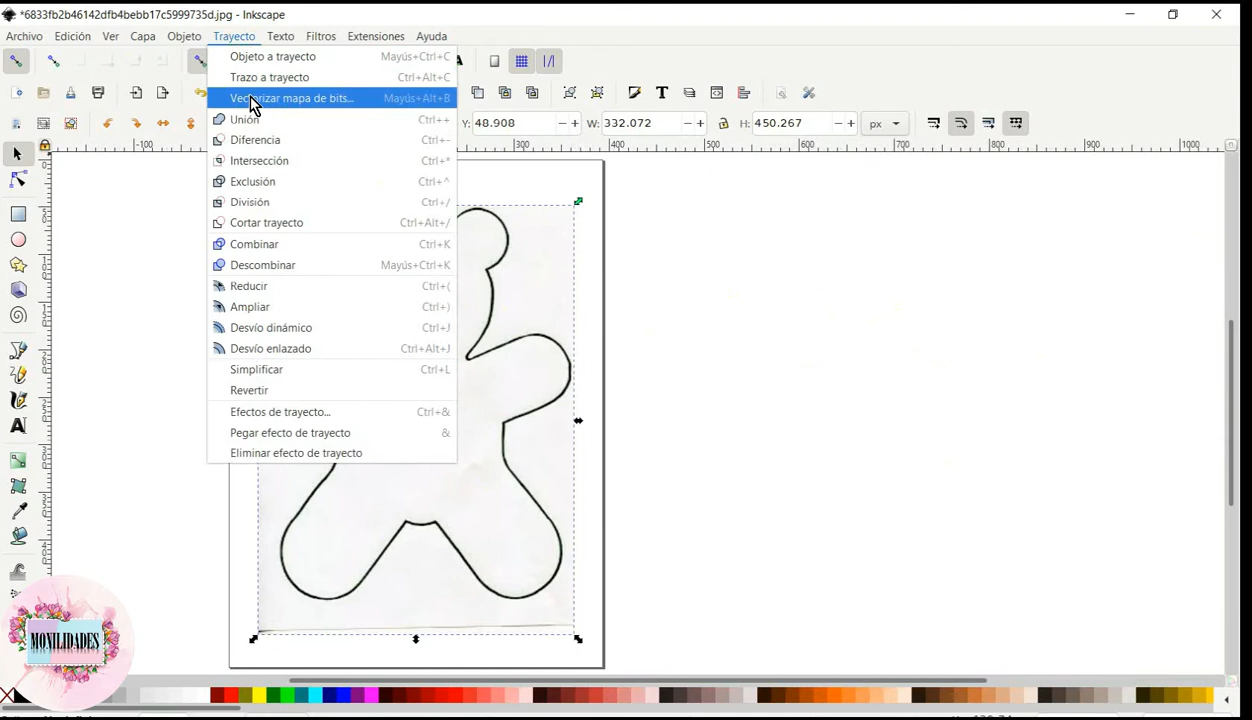 *6833fb2b46142dfb4bebb17c5999735d.jpg - Inkscape
Archivo Edición Ver Capa Objeto Trayecto Texto Filtros Extensiones Ayuda
Objeto a trayecto Mayús+Ctrl+C
Trazo a trayecto Ctrl+Alt+C
Vectorizar mapa de bits... Mayús+Alt+B
Unión Ctrl++
Diferencia Ctrl+-
Intersección Ctrl+*
Exclusión Ctrl+^
División Ctrl+/
Cortar trayecto Ctrl+Alt+/
Combinar Ctrl+K
Descombinar Mayús+Ctrl+K
Reducir Ctrl+(
Ampliar Ctrl+)
Desvío dinámico Ctrl+J
Desvío enlazado Ctrl+Alt+J
Simplificar Ctrl+L
Revertir
Efectos de trayecto... Ctrl+&
Pegar efecto de trayecto &
Eliminar efecto de trayecto
Y: 48.908 W: 332.072 H: 450.267 px
-100 300 400 500 600 700 800 900 1000
MONILIDADES